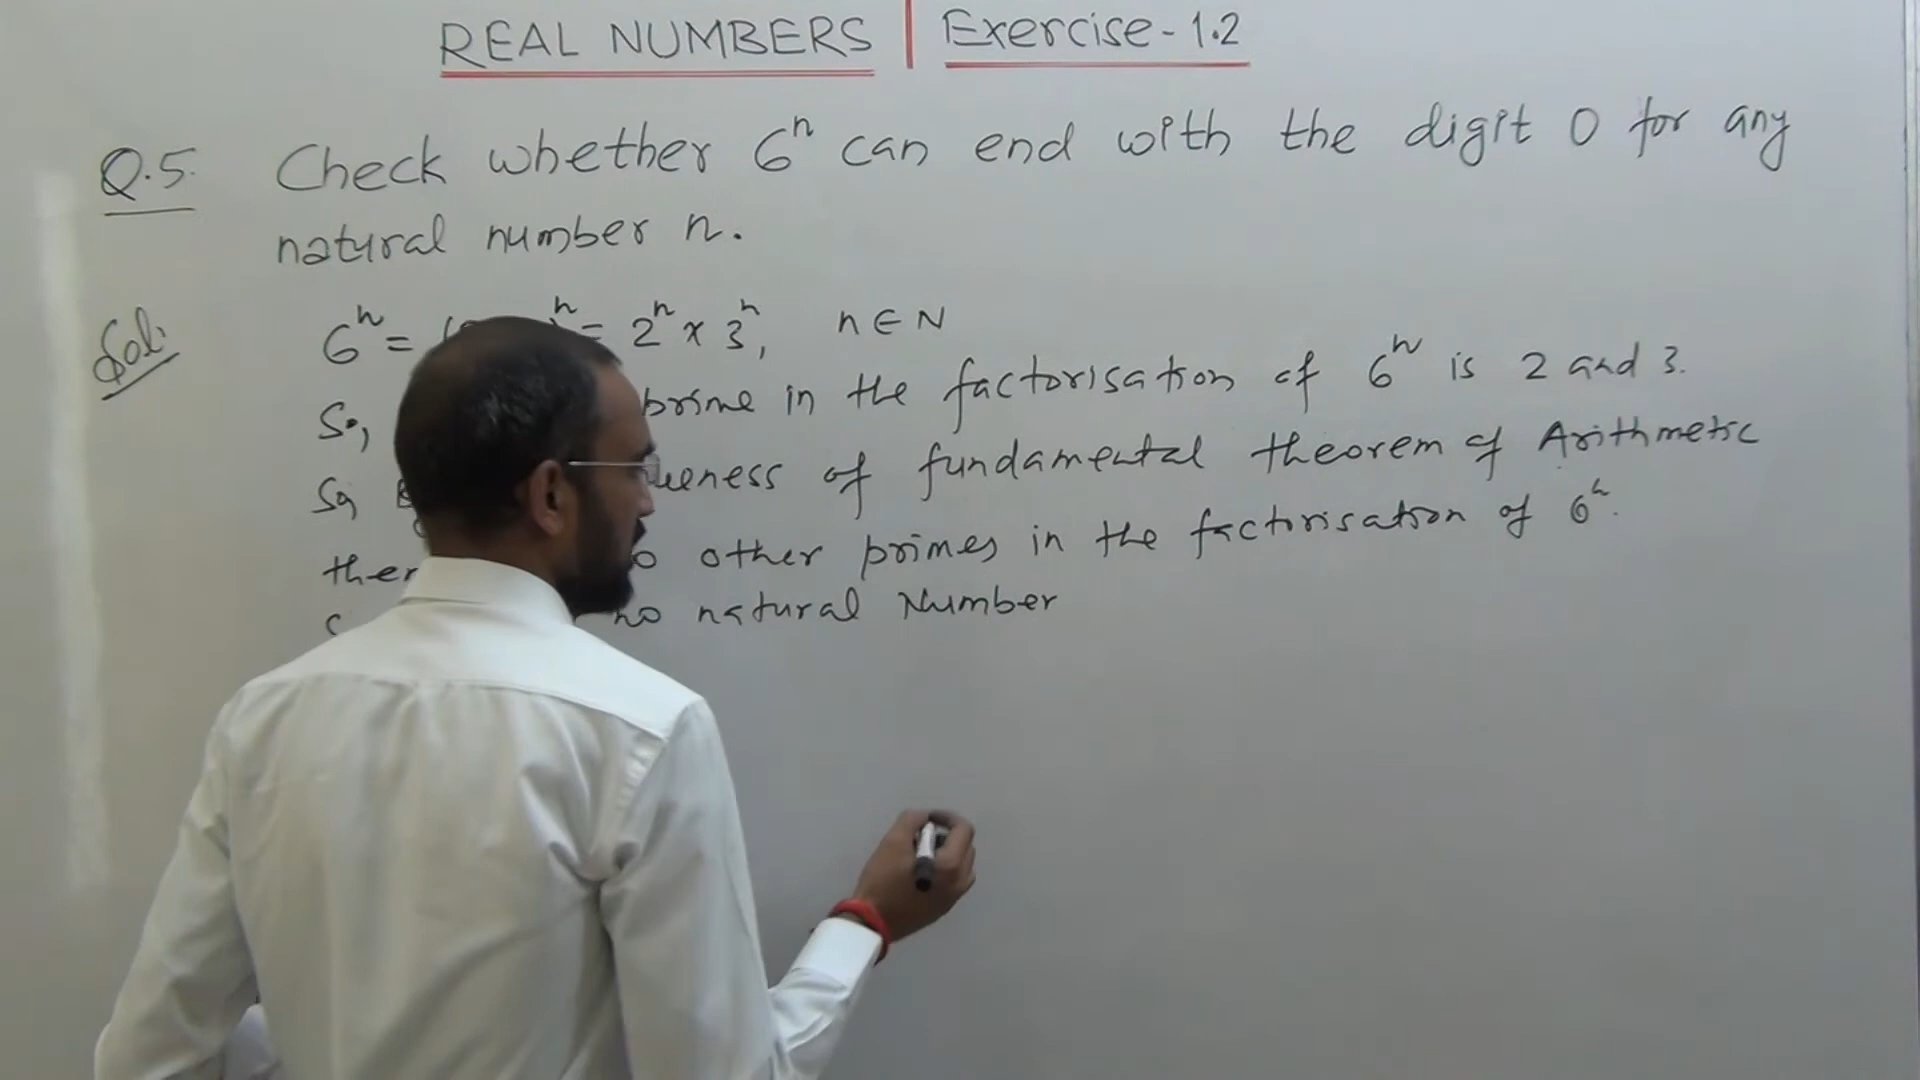 REAL NUMBERS | Exercise-1.2
Q.5. Check whether 6ⁿ can end with the digit 0 for any
natural number n.
Sol: 6ⁿ = ⁿ = 2ⁿ x 3ⁿ, n ∈ N
So, prime in the factorisation of 6ⁿ is 2 and 3.
So, of fundamental theorem of Arithmetic
other primes in the factorisation of 6ⁿ.
no natural Number